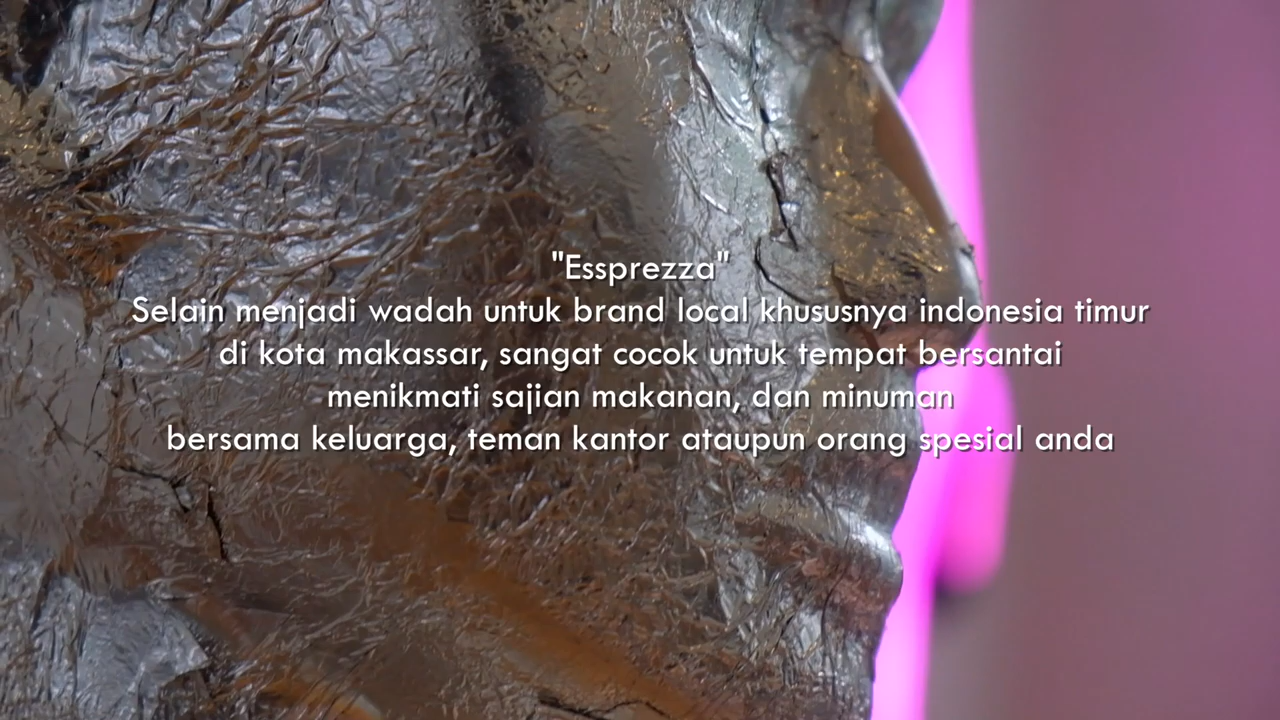 "Essprezza"
Selain menjadi wadah untuk brand local khususnya indonesia timur
di kota makassar, sangat cocok untuk tempat bersantai
menikmati sajian makanan, dan minuman
bersama keluarga, teman kantor ataupun orang spesial anda